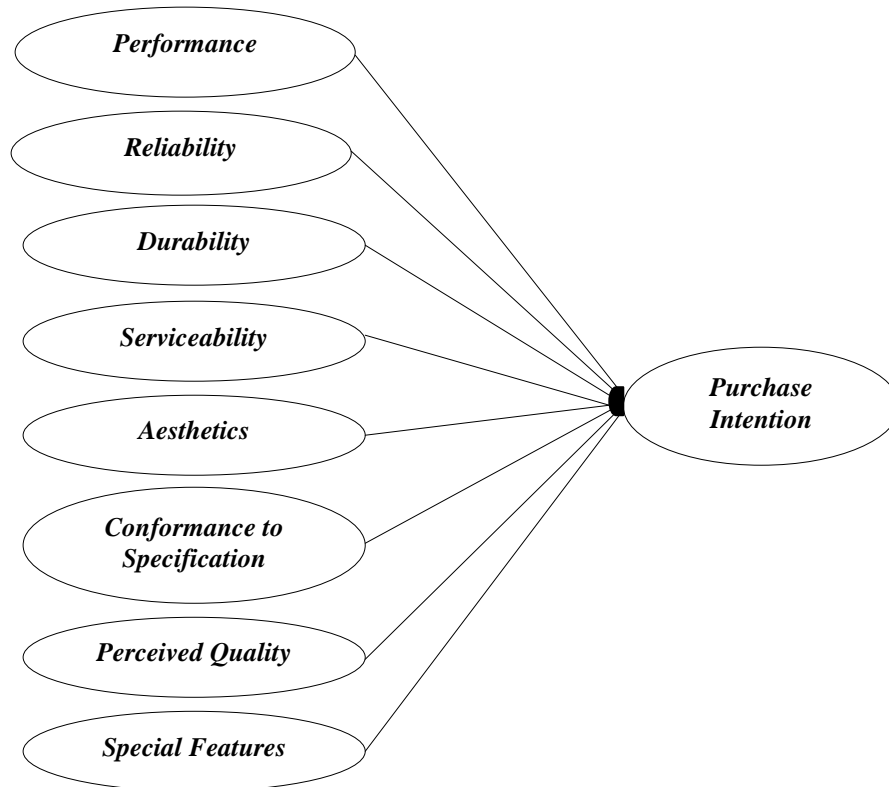 Performance
Reliability
Durability
Serviceability
Aesthetics
Conformance to
Specification
Perceived Quality
Special Features
Purchase
Intention